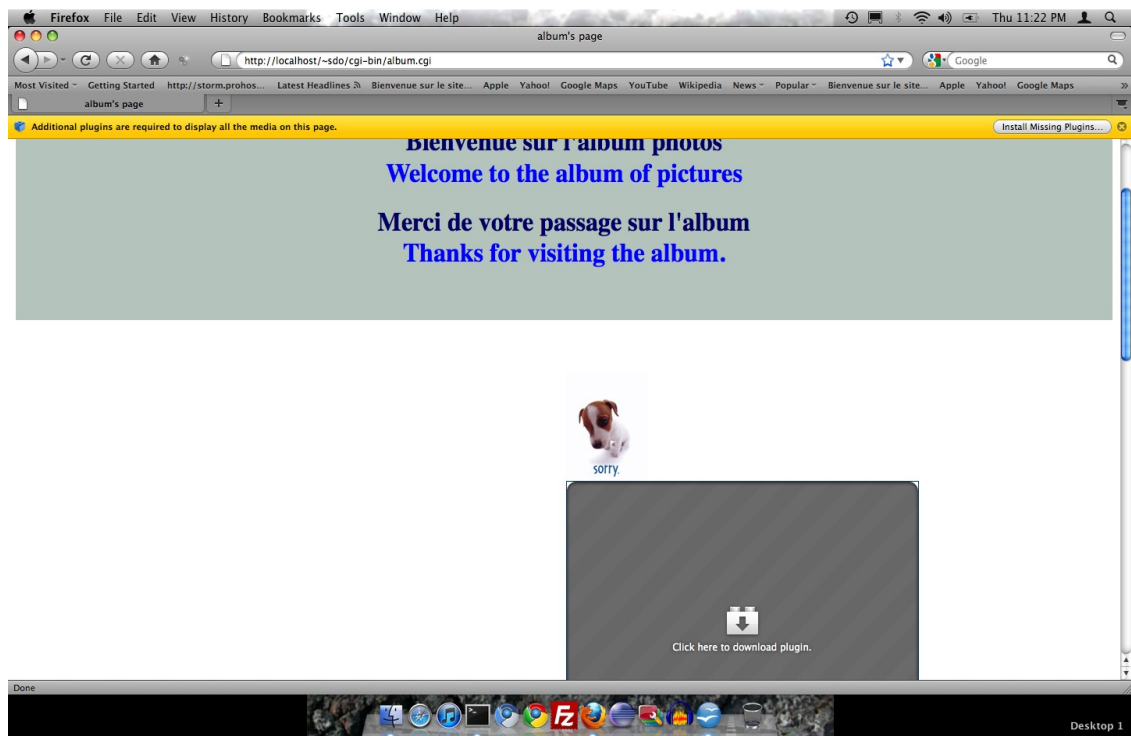 Firefox File Edit View History Bookmarks Tools Window Help Thu 11:22 PM
album's page
http://localhost/~sdo/cgi-bin/album.cgi Google
Most Visited Getting Started http://storm.prohos... Latest Headlines Bienvenue sur le site... Apple Yahoo! Google Maps YouTube Wikipedia News Popular Bienvenue sur le site... Apple Yahoo! Google Maps »
album's page +
Additional plugins are required to display all the media on this page. Install Missing Plugins...
Bienvenue sur l'album photos
Welcome to the album of pictures
Merci de votre passage sur l'album
Thanks for visiting the album.
sorry.
Click here to download plugin.
Done
Fz
Desktop 1